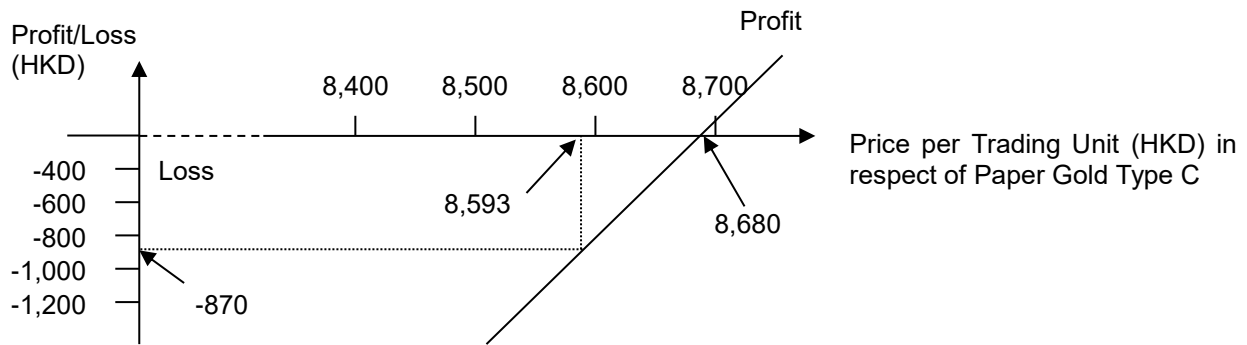 Profit
Profit/Loss
(HKD)
8,400
8,500
8,600
8,700
Price per Trading Unit (HKD) in
respect of Paper Gold Type C
-400
Loss
-600
8,593
8,680
-800
-1,000
-1,200
-870